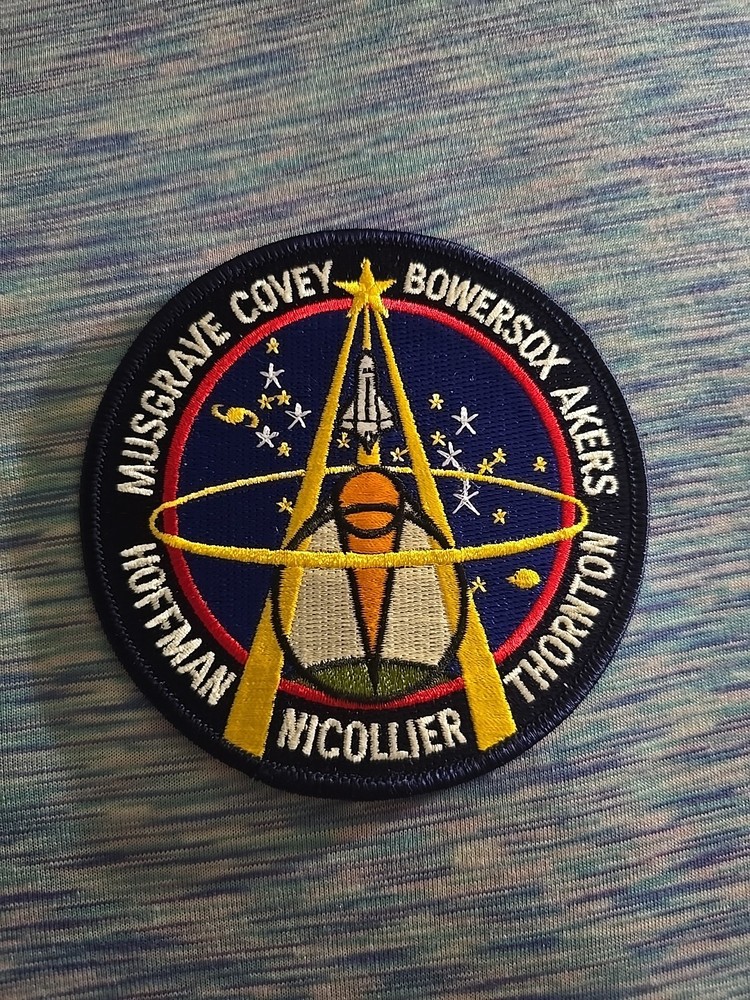 MUSGRAVE COVEY BOWERSOX AKERS
HOFFMAN NICOLLIER THORNTON